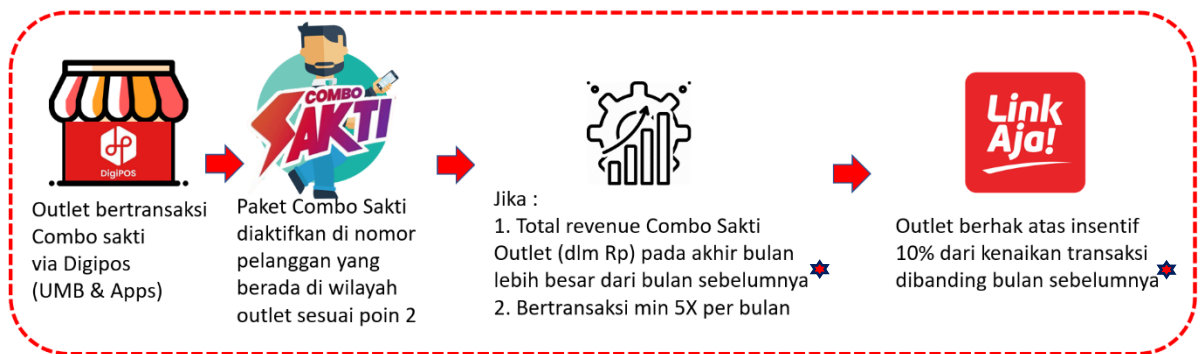 DigiPOS
Outlet bertransaksi
Combo sakti
via Digipos
(UMB & Apps)
COMBO
SAKTI
Paket Combo Sakti
diaktifkan di nomor
pelanggan yang
berada di wilayah
outlet sesuai poin 2
Jika :
1. Total revenue Combo Sakti
Outlet (dlm Rp) pada akhir bulan
lebih besar dari bulan sebelumnya
2. Bertransaksi min 5X per bulan
Link
Aja!
Outlet berhak atas insentif
10% dari kenaikan transaksi
dibanding bulan sebelumnya